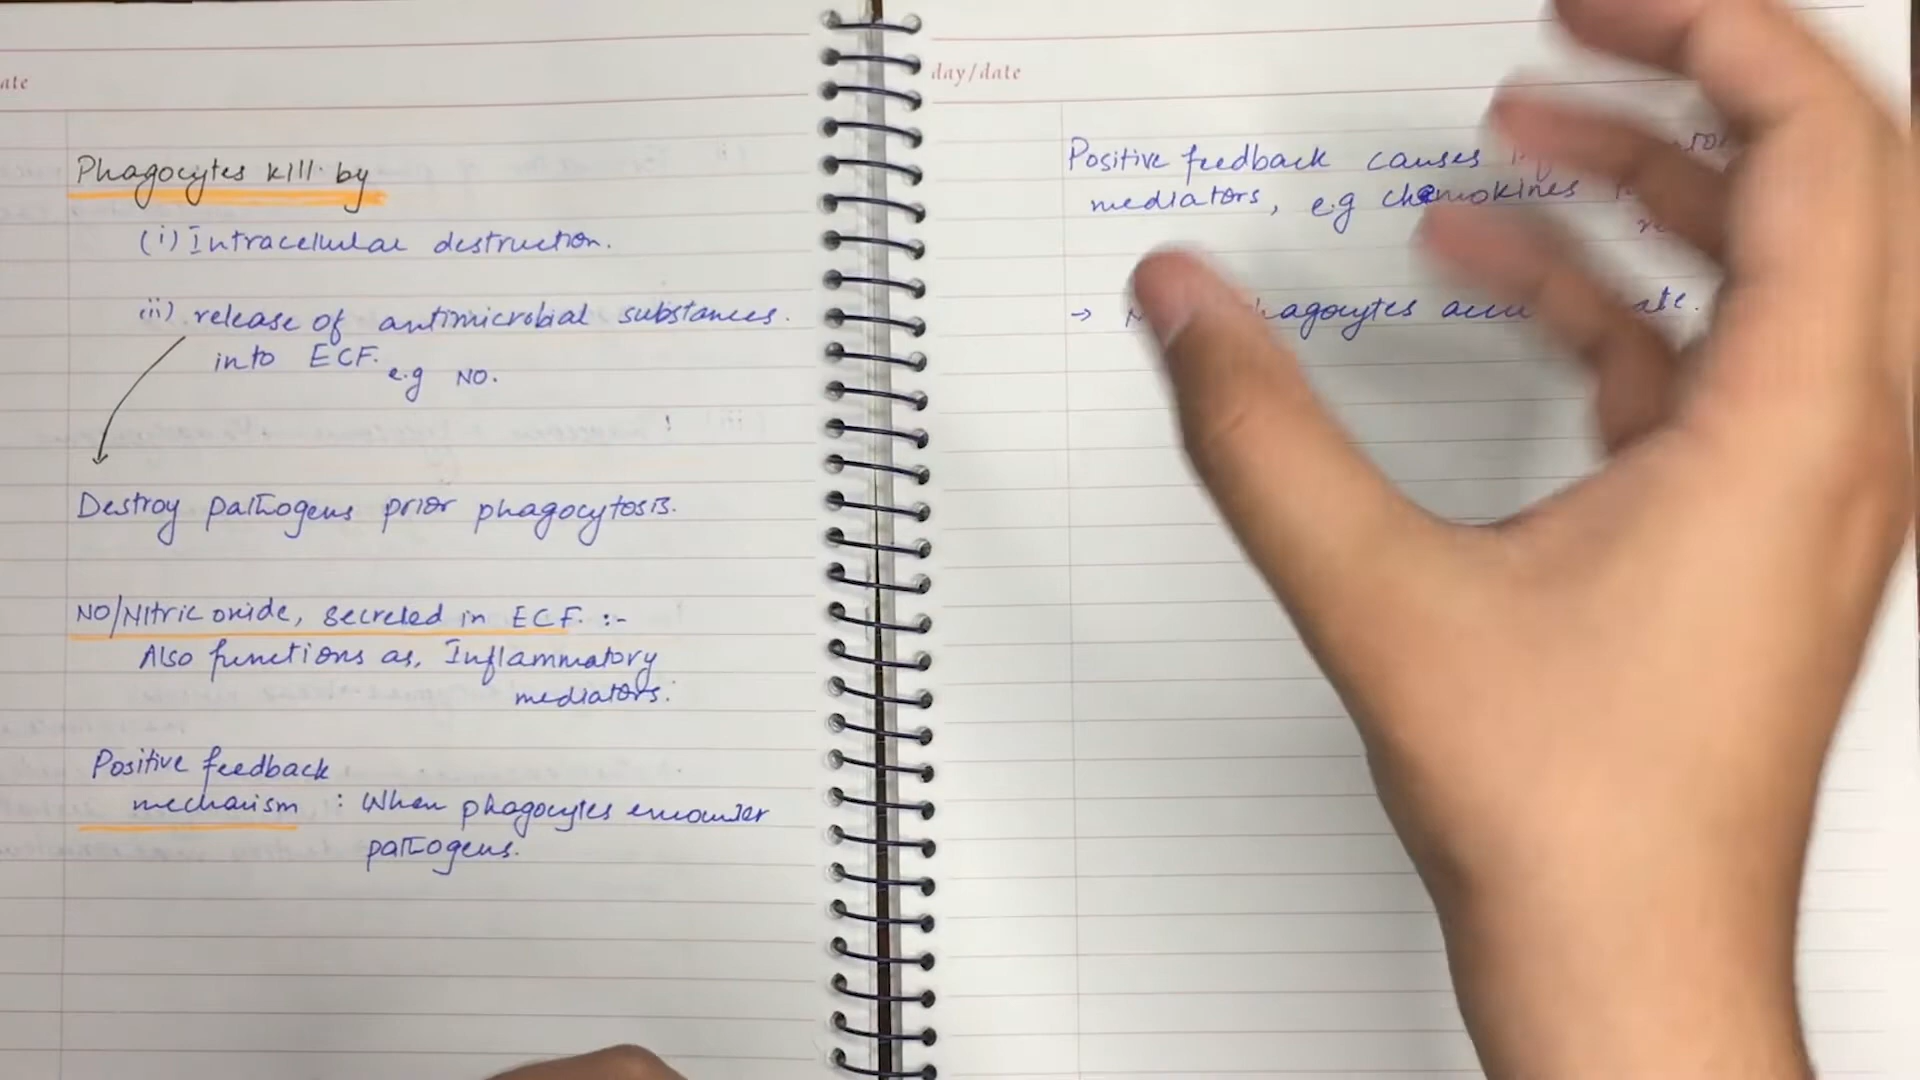 ate
Phagocytes kill by
(i) Intracellular destruction.
ii) release of antimicrobial substances.
into ECF.
e.g NO.
Destroy pathogens prior phagocytosis.
NO/Nitric oxide, secreted in ECF. :-
Also functions as, Inflammatory
mediators.
Positive feedback
mechanism : When phagocytes encounter
pathogens.
day/date
Positive feedback causes
mediators, e.g chemokines
→